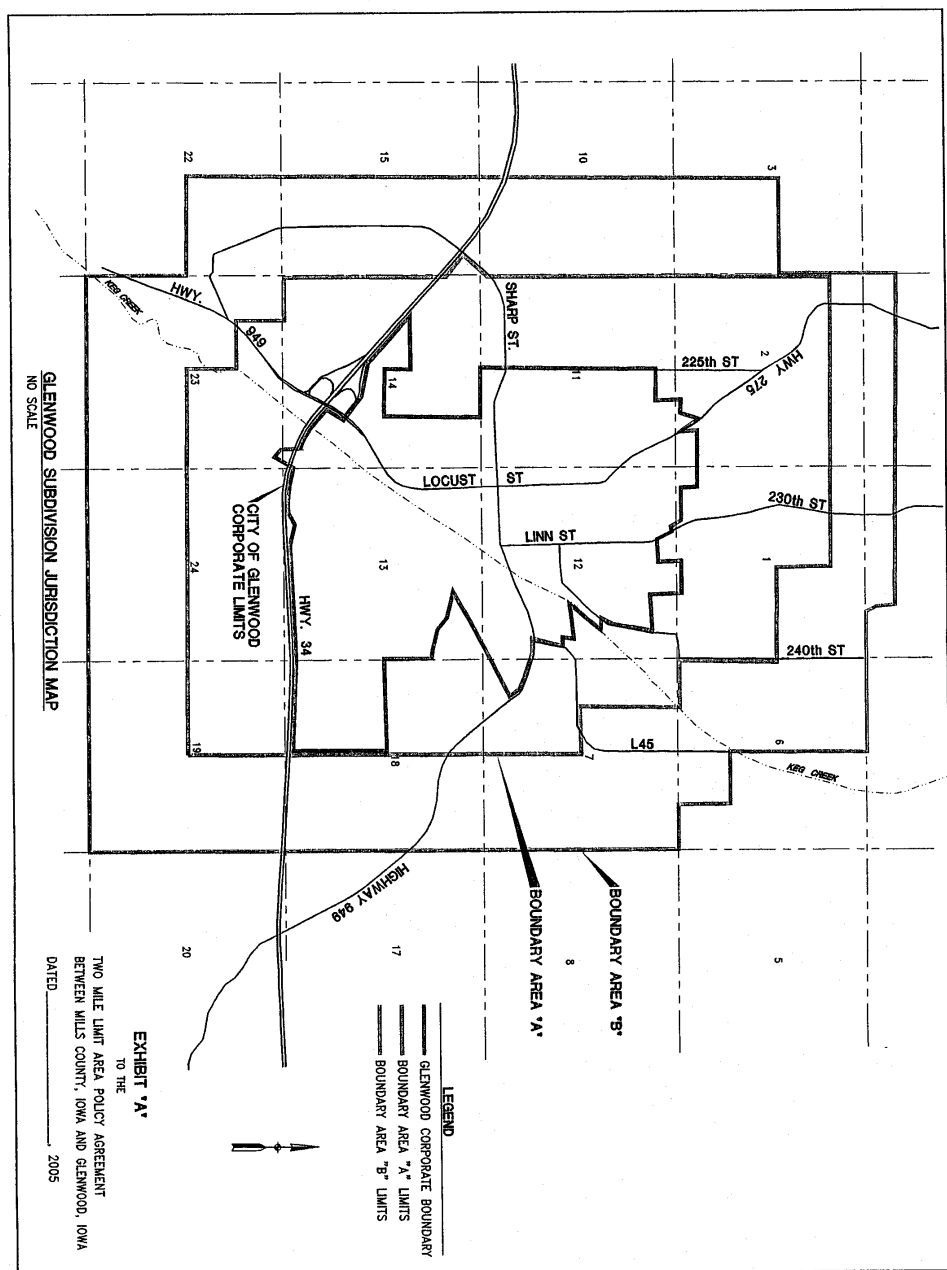 3
10
15
22
2
HWY 275
225th ST
11
SHARP ST.
14
HWY. 949
KEG CREEK
23
1
230th ST
LOCUST ST
LINN ST
12
13
CITY OF GLENWOOD
CORPORATE LIMITS
24
HWY. 34
240th ST
6
KEG CREEK
L45
7
18
19
HIGHWAY 949
BOUNDARY AREA "B"
BOUNDARY AREA "A"
5
8
17
20
GLENWOOD SUBDIVISION JURISDICTION MAP
NO SCALE
LEGEND
GLENWOOD CORPORATE BOUNDARY
BOUNDARY AREA "A" LIMITS
BOUNDARY AREA "B" LIMITS
EXHIBIT "A"
TO THE
TWO MILE LIMIT AREA POLICY AGREEMENT
BETWEEN MILLS COUNTY, IOWA AND GLENWOOD, IOWA
DATED__________, 2005